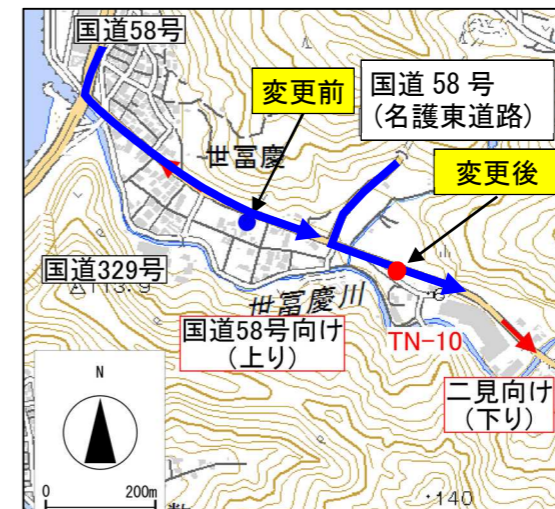 国道58号
変更前
国道 58 号
(名護東道路)
世冨慶
変更後
国道329号
113.9
世冨慶川
国道58号向け
(上り)
TN-10
二見向け
(下り)
N
0 200m
・140